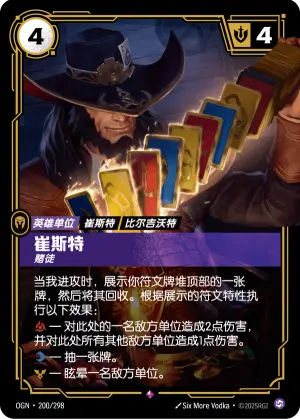 4
4
英雄单位 崔斯特 比尔吉沃特
崔斯特
赌徒
当我进攻时，展示你符文牌堆顶部的一张
牌，然后将其回收。根据展示的符文特性执
行以下效果：
— 对此处的一名敌方单位造成2点伤害，
并对此处所有其他敌方单位造成1点伤害。
— 抽一张牌。
— 眩晕一名敌方单位。
OGN • 200/298 Six More Vodka • ©2025RGI